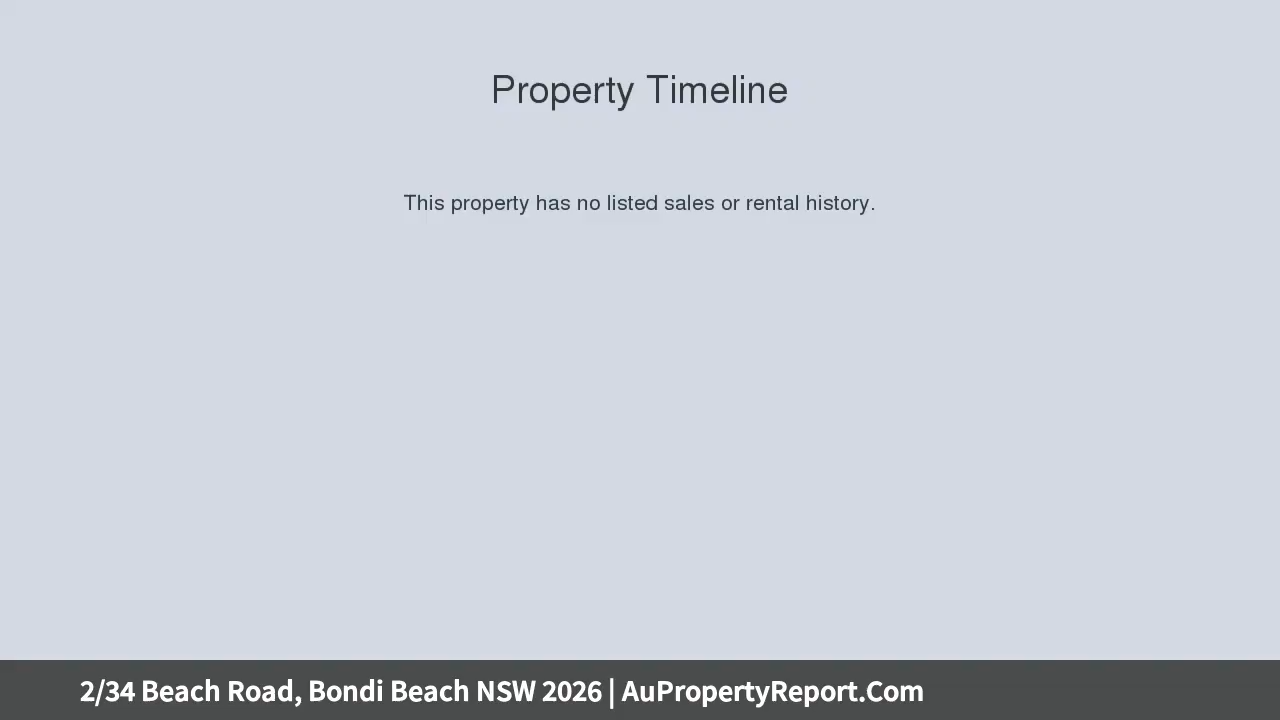 Property Timeline
This property has no listed sales or rental history.
2/34 Beach Road, Bondi Beach NSW 2026 | AuPropertyReport.Com